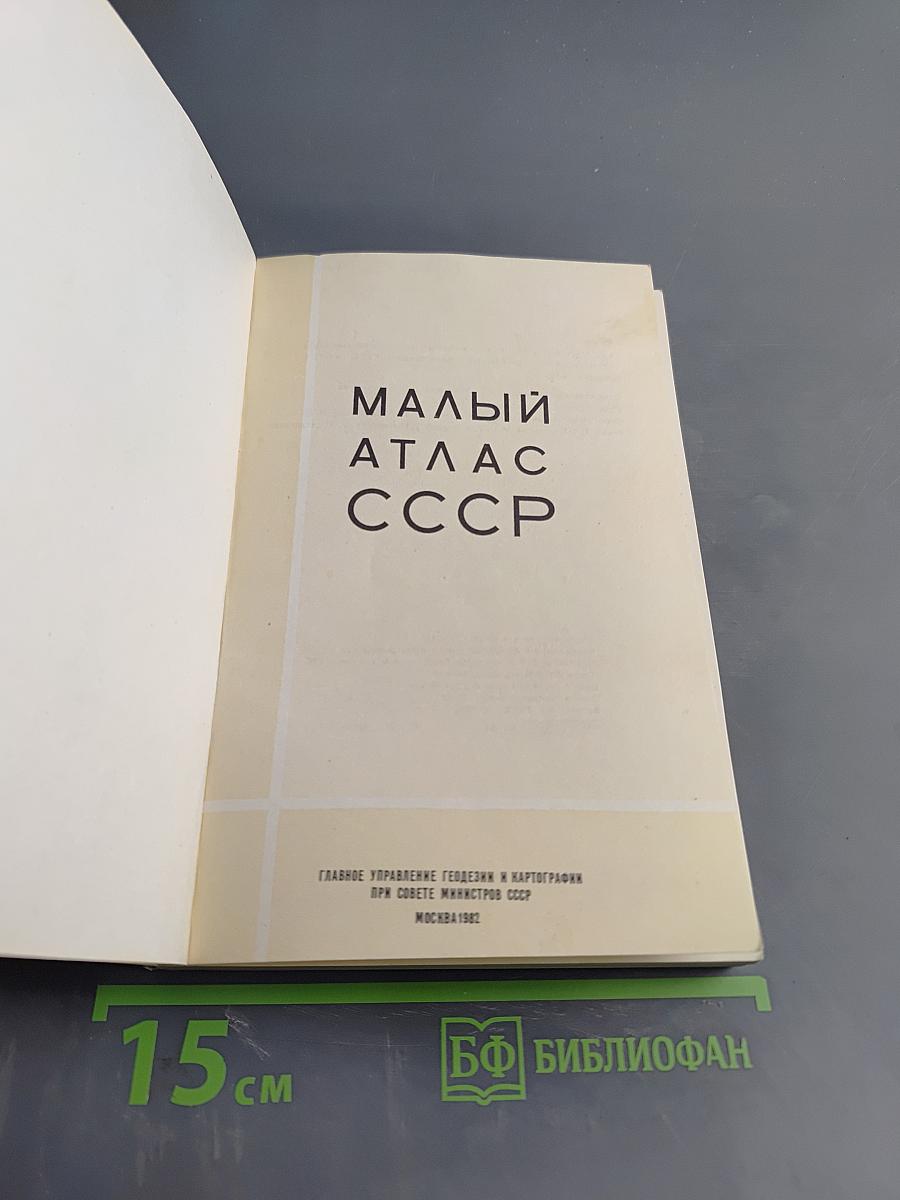 МАЛЫЙ
АТЛАС
СССР
ГЛАВНОЕ УПРАВЛЕНИЕ ГЕОДЕЗИИ И КАРТОГРАФИИ
ПРИ СОВЕТЕ МИНИСТРОВ СССР
МОСКВА 1982
15 см
БФ БИБЛИОФАН